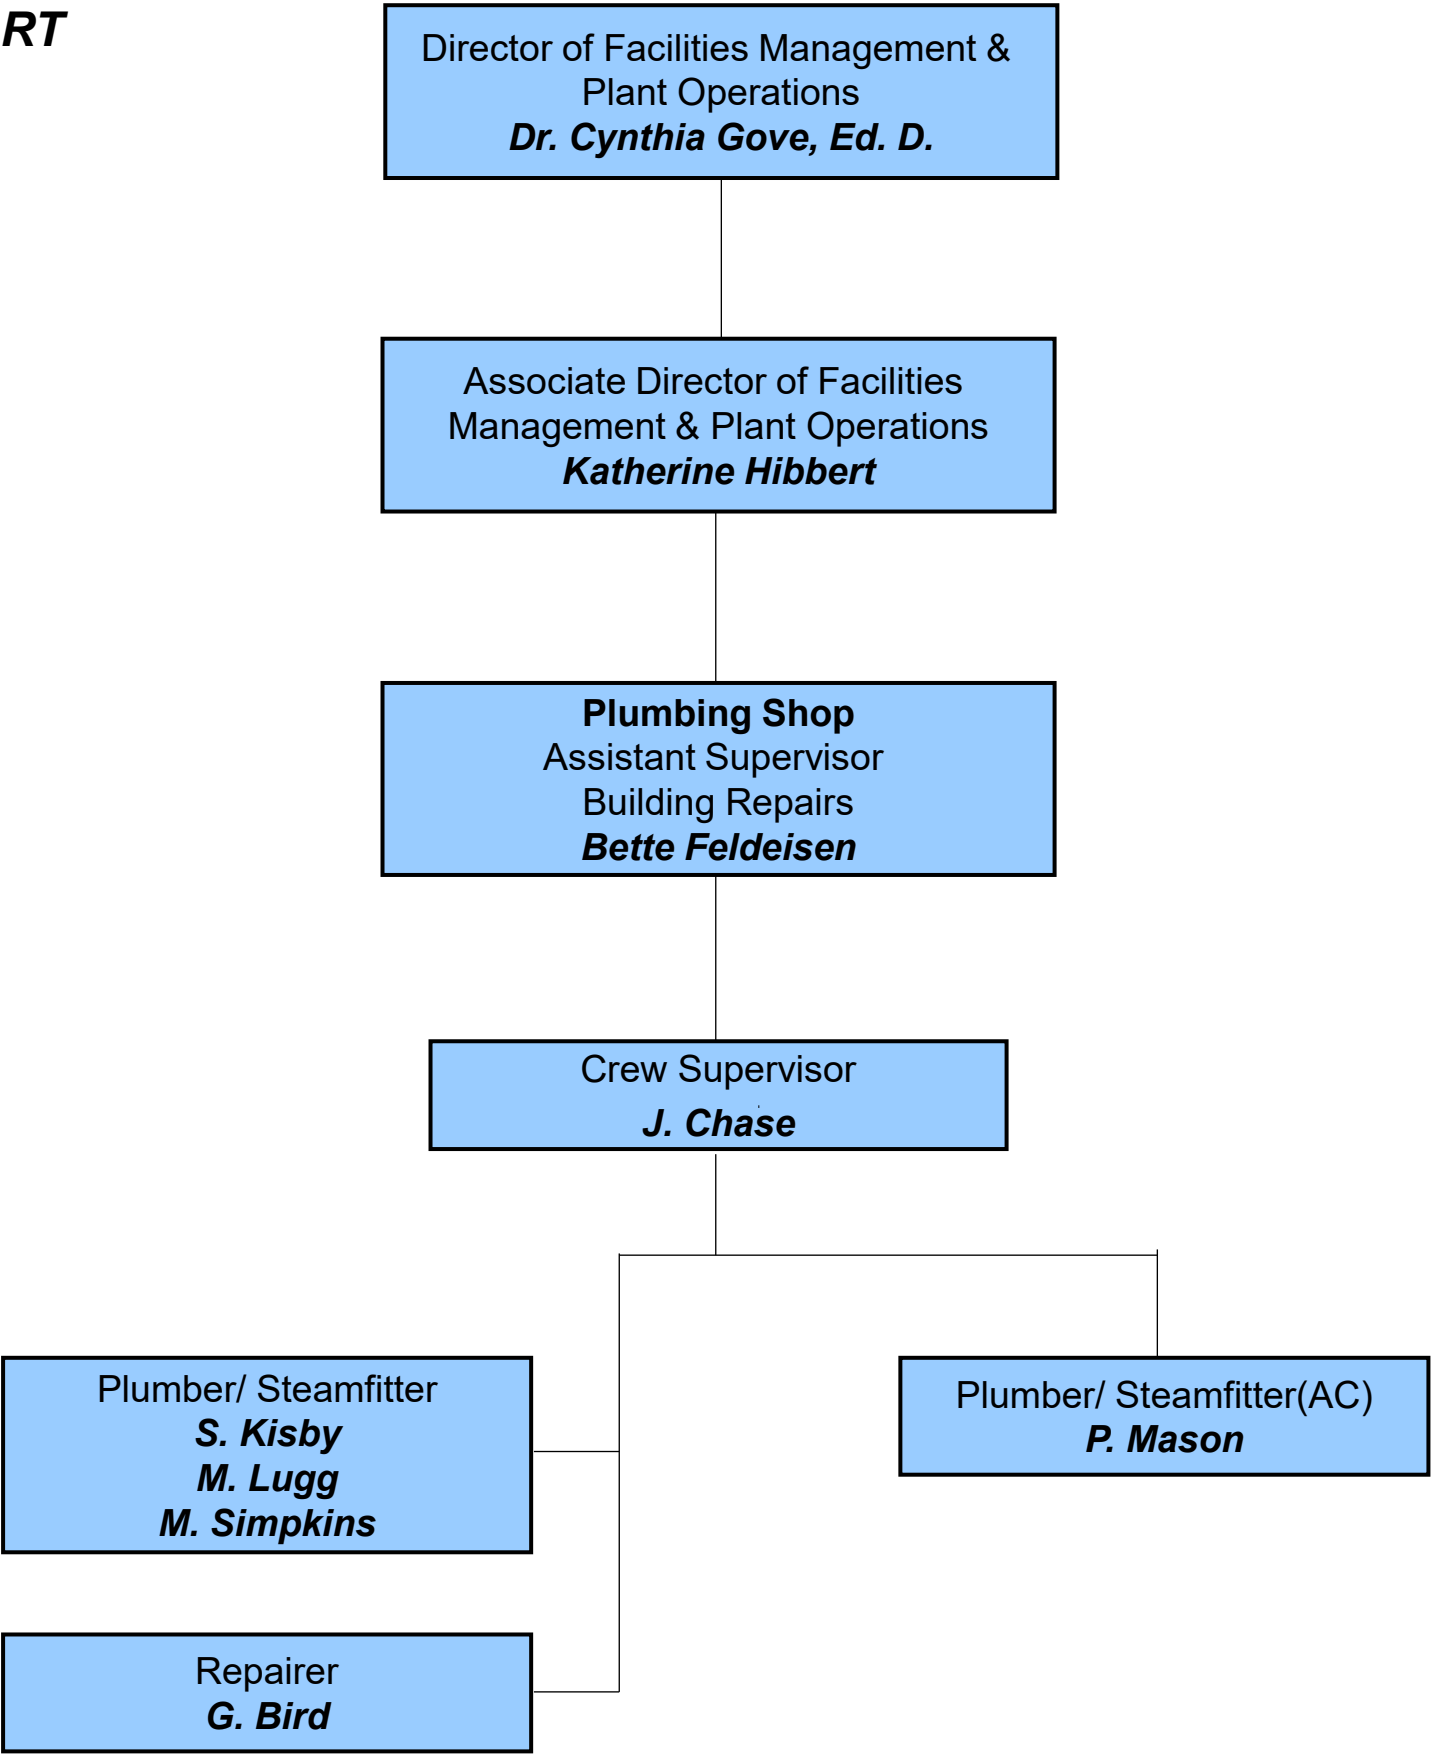 RT
Director of Facilities Management &
Plant Operations
Dr. Cynthia Gove, Ed. D.
Associate Director of Facilities
Management & Plant Operations
Katherine Hibbert
Plumbing Shop
Assistant Supervisor
Building Repairs
Bette Feldeisen
Crew Supervisor
J. Chase
Plumber/ Steamfitter
S. Kisby
M. Lugg
M. Simpkins
Plumber/ Steamfitter(AC)
P. Mason
Repairer
G. Bird